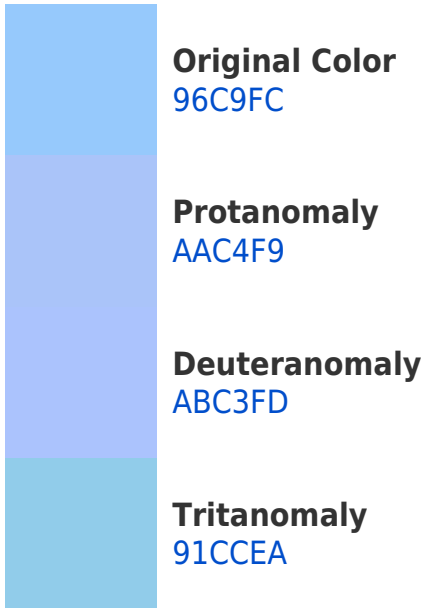 Original Color
96C9FC
Protanomaly
AAC4F9
Deuteranomaly
ABC3FD
Tritanomaly
91CCEA